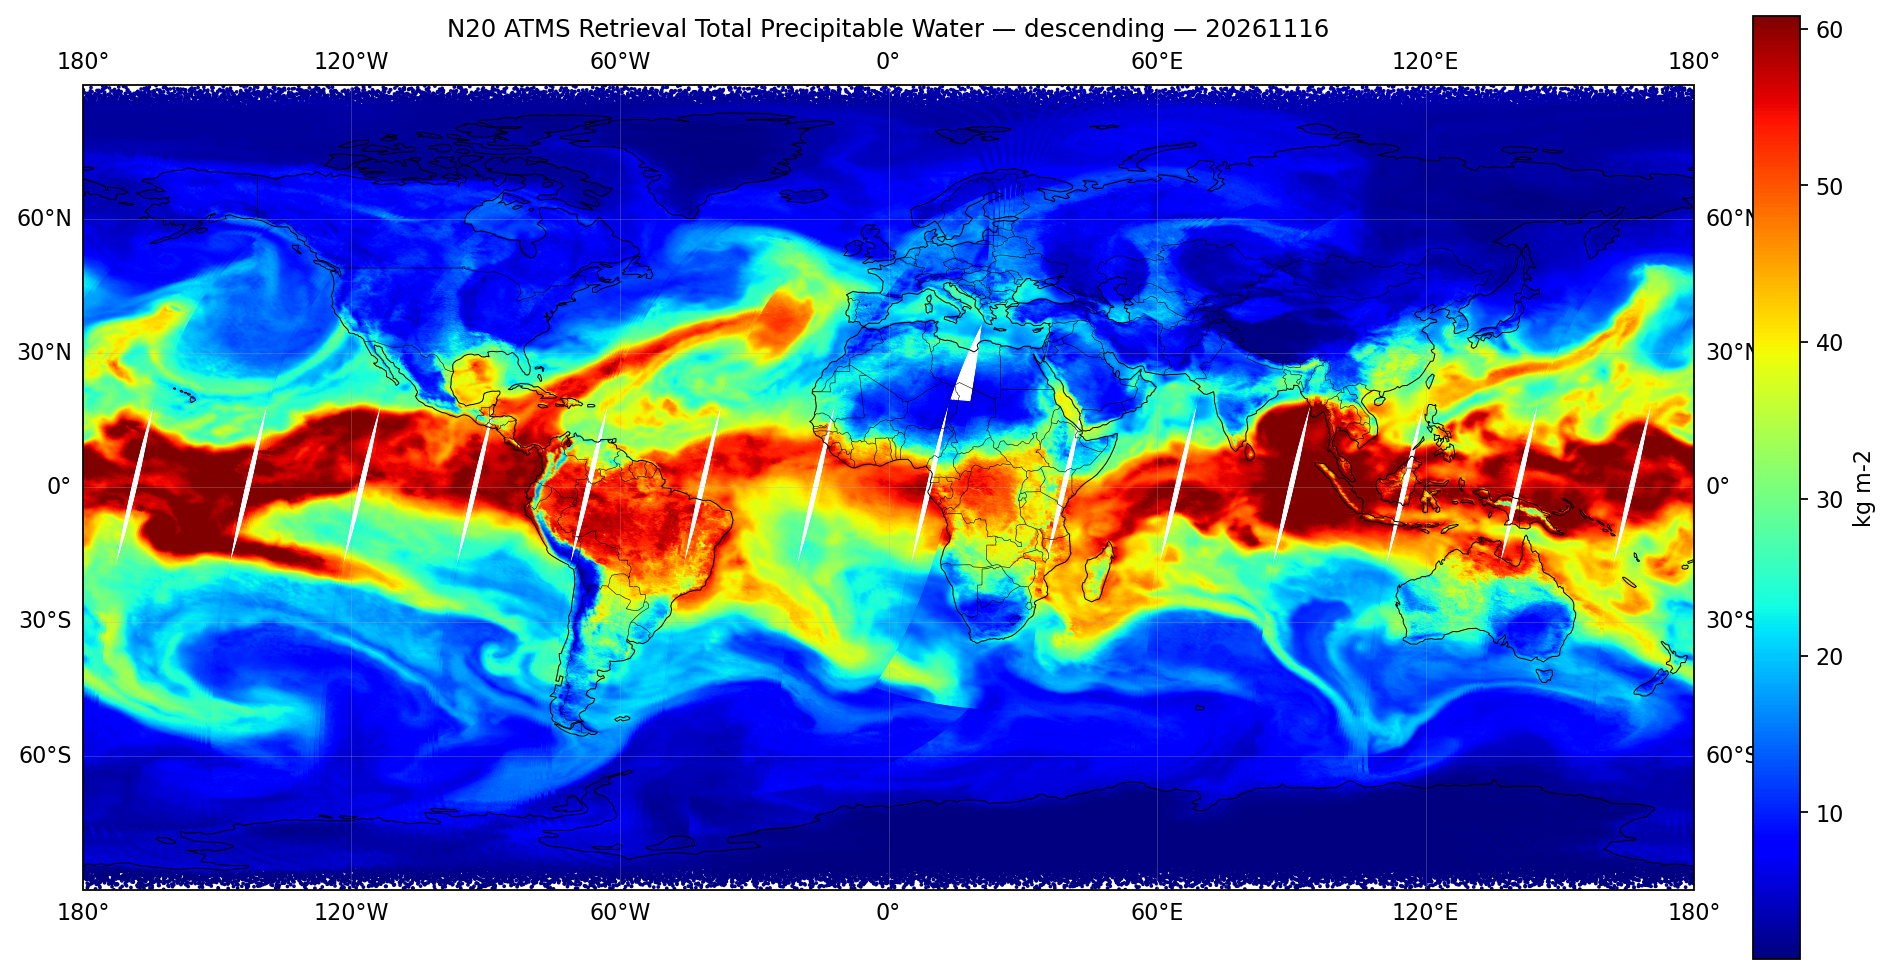 N20 ATMS Retrieval Total Precipitable Water — descending — 20261116
180° 120°W 60°W 0° 60°E 120°E 180°
60°N 60°N
30°N 30°N
0° 0°
30°S 30°S
60°S 60°S
180° 120°W 60°W 0° 60°E 120°E 180°
60
50
40
30
20
10
kg m-2